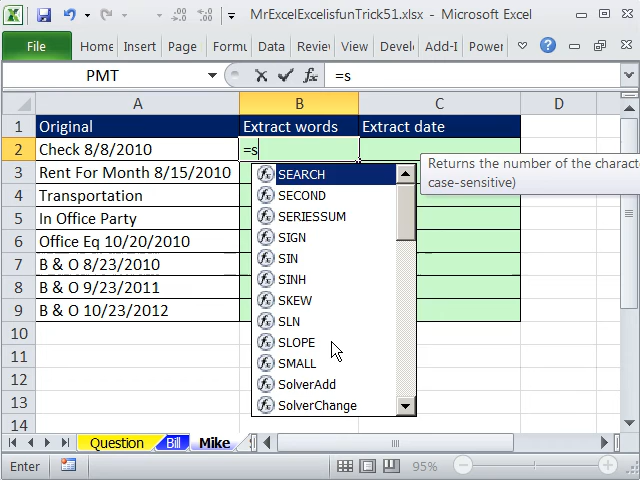 MrExcelExcelisfunTrick51.xlsx - Microsoft Excel
File Home Insert Page Formu Data Review View Develo Add-I Power
PMT =s
A B C D
1 Original Extract words Extract date
2 Check 8/8/2010 =s
3 Rent For Month 8/15/2010
4 Transportation
5 In Office Party
6 Office Eq 10/20/2010
7 B & O 8/23/2010
8 B & O 9/23/2011
9 B & O 10/23/2012
10
11
12
13
14
Returns the number of the characte
case-sensitive)
SEARCH
SECOND
SERIESSUM
SIGN
SIN
SINH
SKEW
SLN
SLOPE
SMALL
SolverAdd
SolverChange
Question Bill Mike
Enter 95%